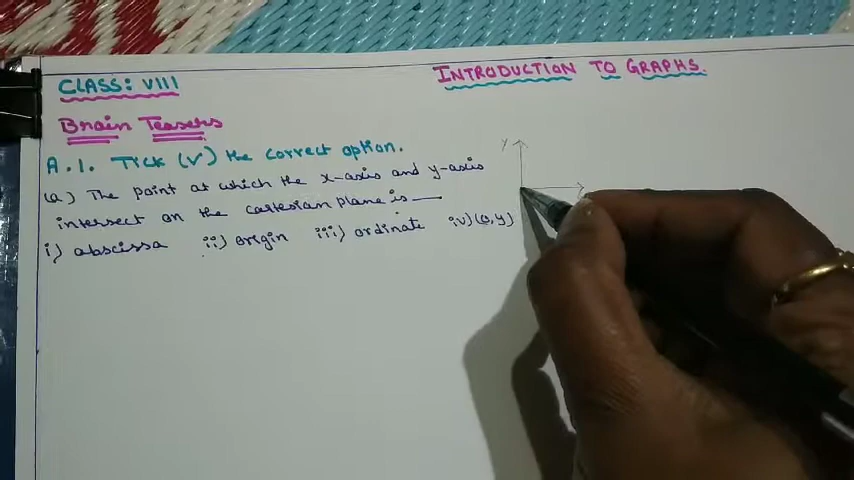 CLASS: VIII
INTRODUCTION TO GRAPHS.
Brain Teasers
A. 1. Tick (√) the correct option.
(a) The point at which the x-axis and y-axis
intersect on the cartesian plane is ——
i) abscissa ii) origin iii) ordinate iv) (0,y)
y